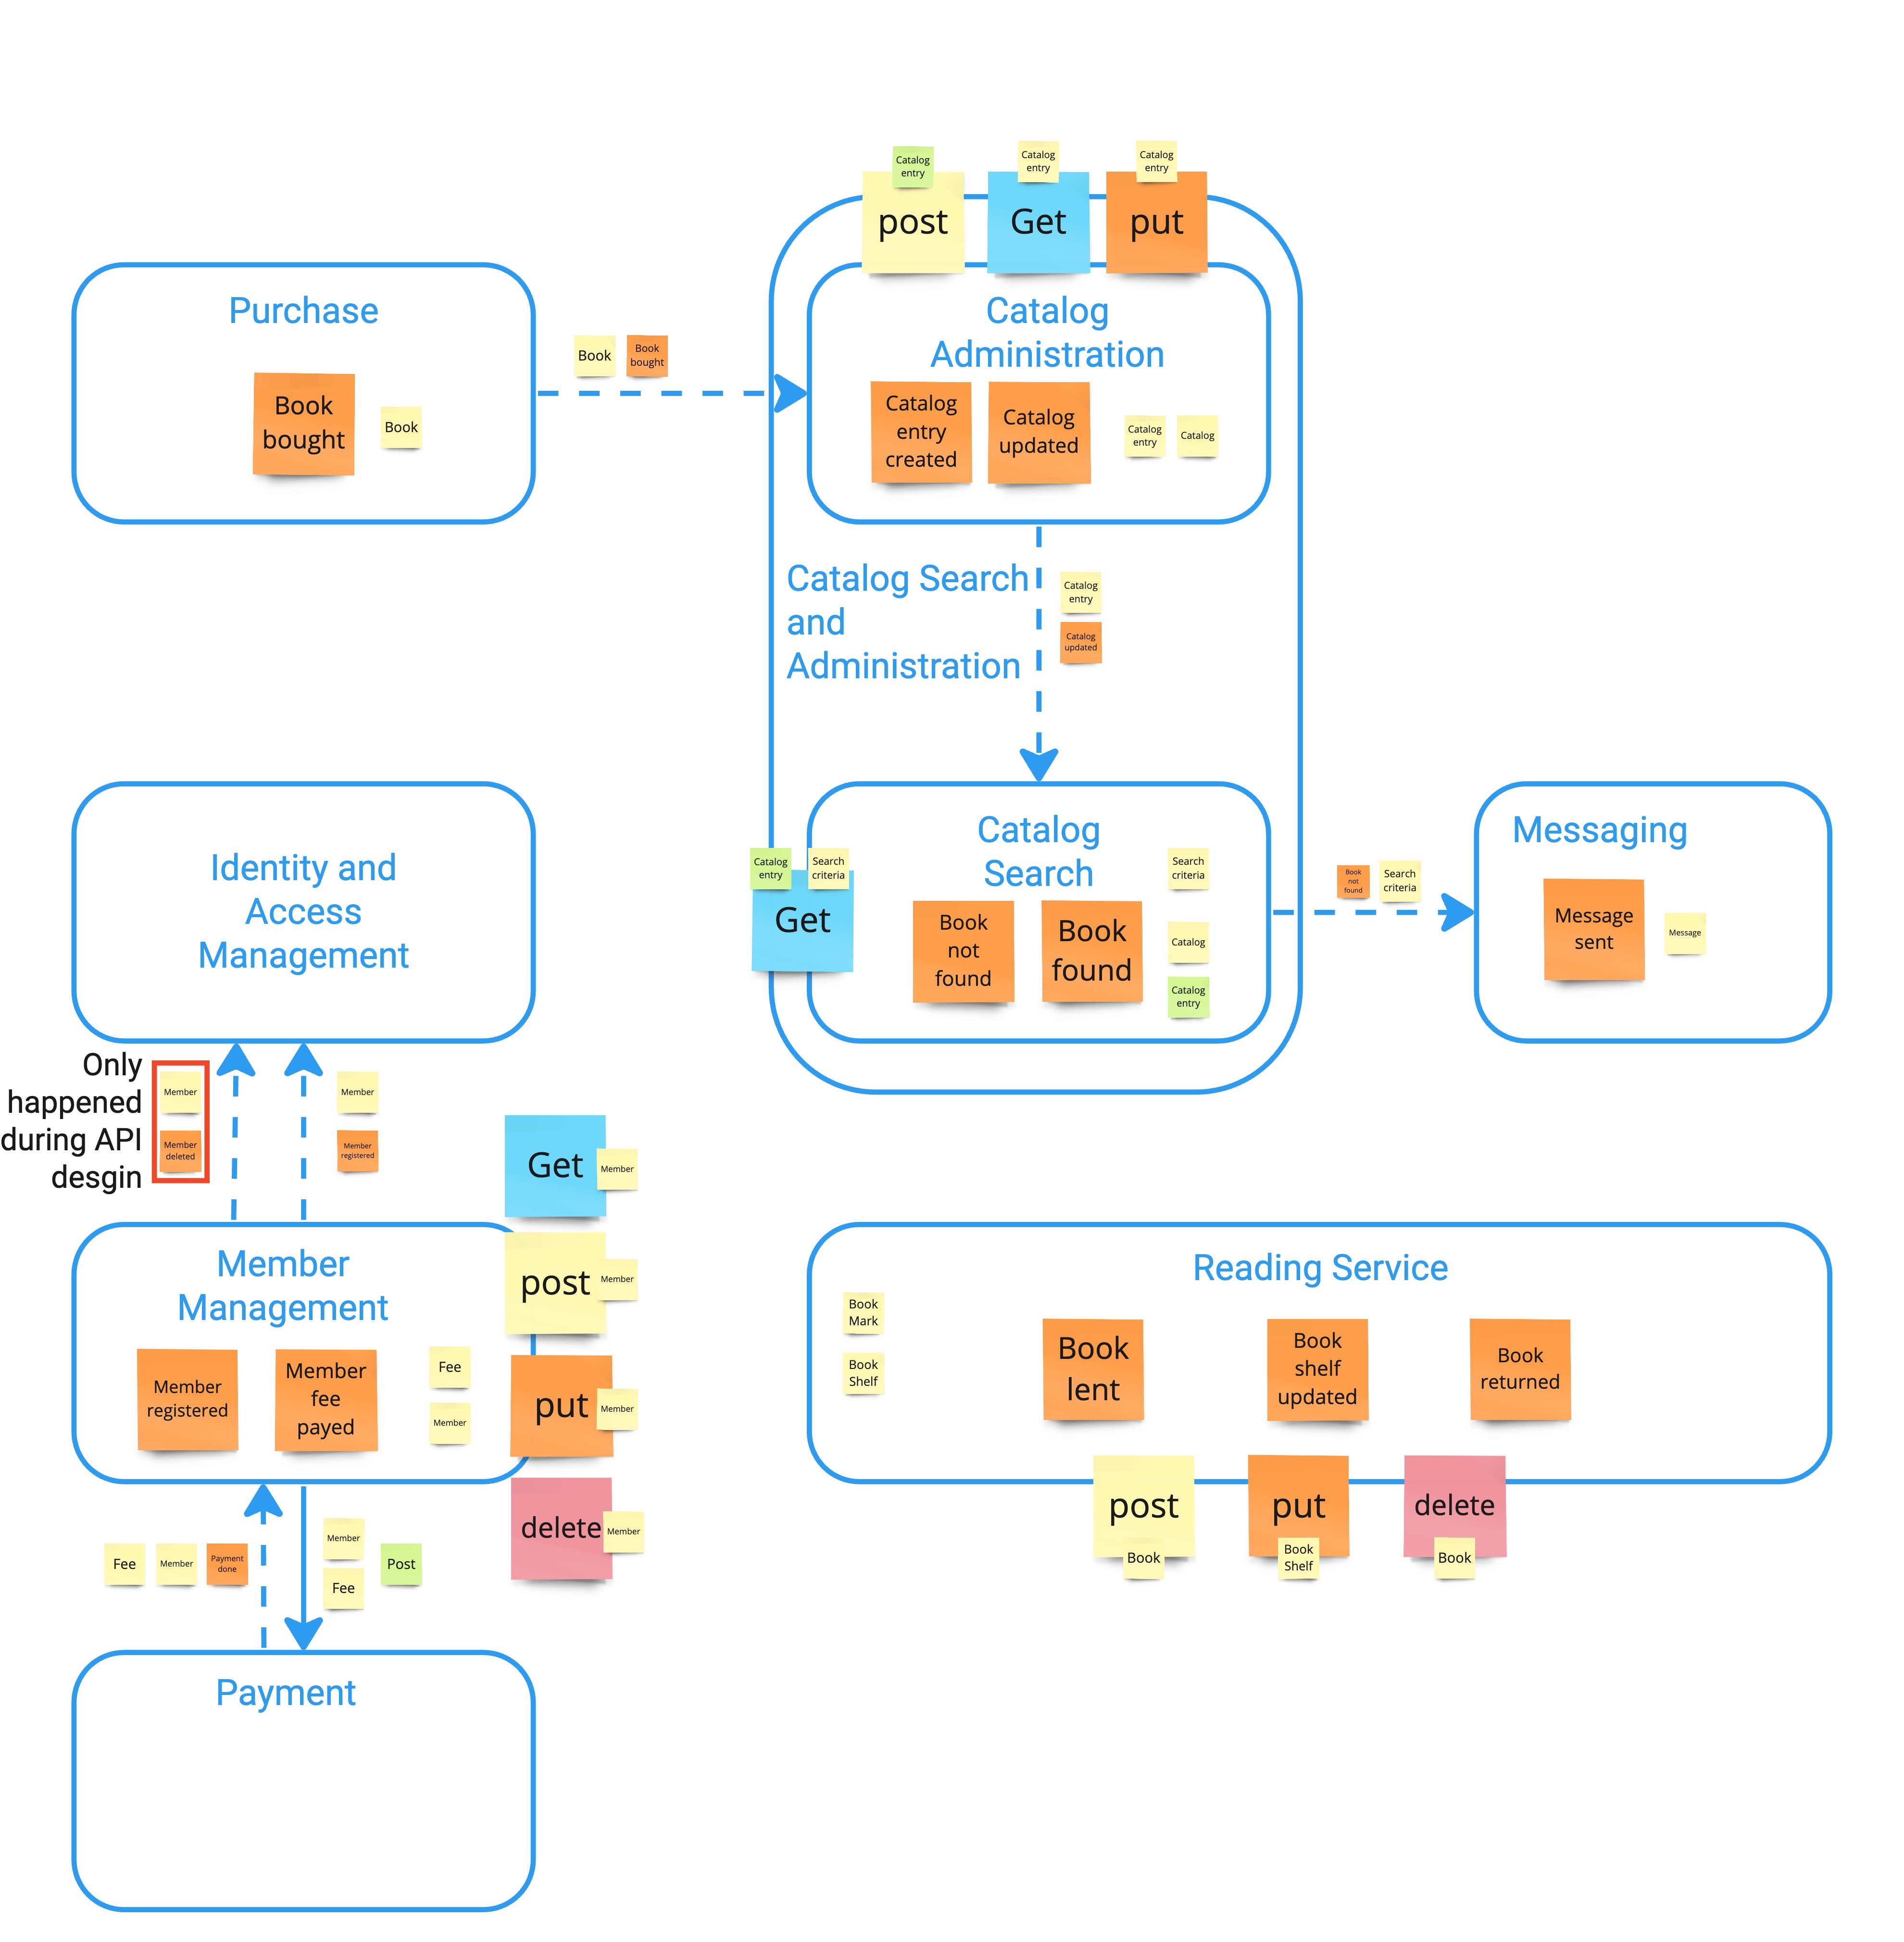 Catalog
entry
post
Catalog
entry
Get
Catalog
entry
put
Purchase
Book
bought
Book
Book
Book
bought
Catalog
Administration
Catalog
entry
created
Catalog
updated
Catalog
entry
Catalog
Catalog Search
and
Administration
Catalog
entry
Catalog
updated
Identity and
Access
Management
Catalog
Search
Catalog
entry
Search
criteria
Get
Book
not
found
Book
found
Search
criteria
Catalog
Catalog
entry
Book
not
found
Search
criteria
Messaging
Message
sent
Message
Only
happened
during API
desgin
Member
Member
deleted
Member
Member
registered
Get
Member
post
Member
put
Member
delete
Member
Member
Management
Member
registered
Member
fee
payed
Fee
Member
Reading Service
Book
Mark
Book
Shelf
Book
lent
Book
shelf
updated
Book
returned
post
Book
put
Book
Shelf
delete
Book
Fee
Member
Payment
done
Member
Fee
Post
Payment